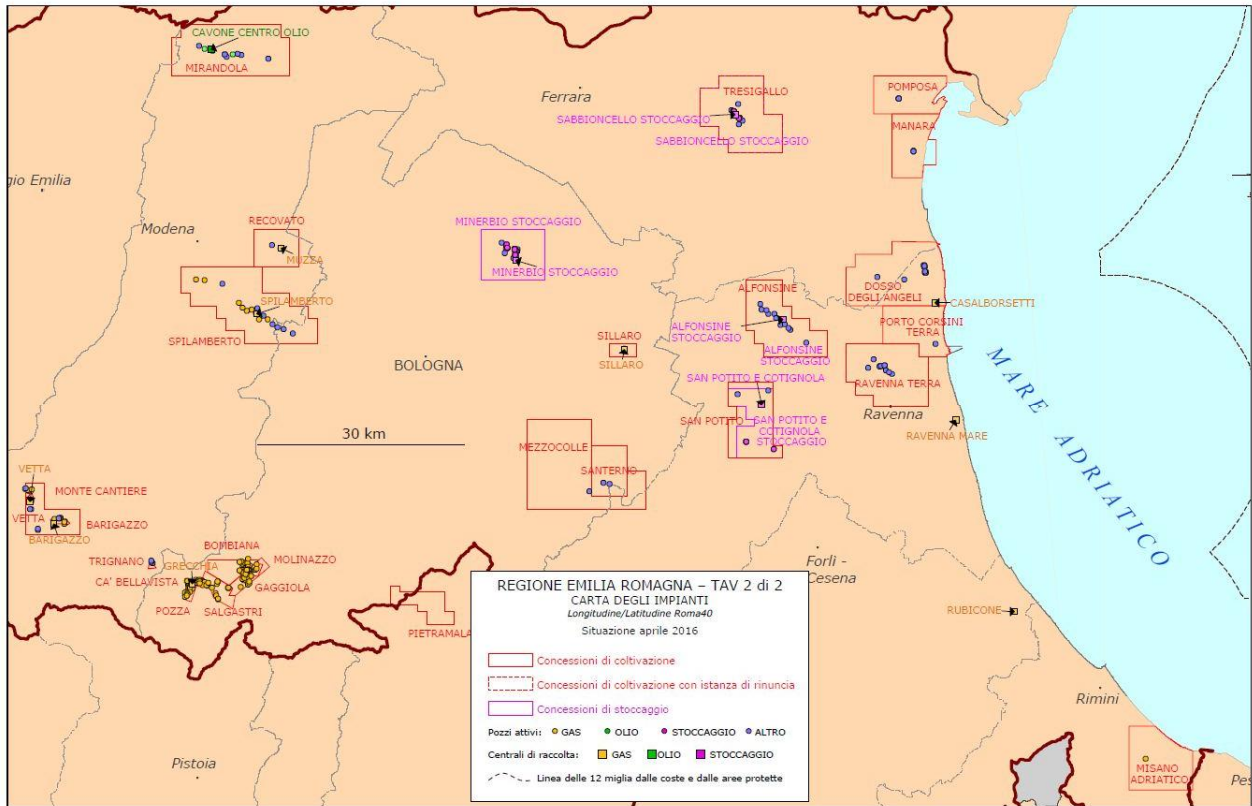 CAVONE CENTRO OLIO
MIRANDOLA
Ferrara
TRESIGALLO
SABBIONCELLO STOCCAGGIO
SABBIONCELLO STOCCAGGIO
POMPOSA
MANARA
gio Emilia
Modena
RECOVATO
MUZZA
MINERBIO STOCCAGGIO
MINERBIO STOCCAGGIO
SPILAMBERTO
SPILAMBERTO
BOLOGNA
SILLARO
SILLARO
ALFONSINE
ALFONSINE
STOCCAGGIO
ALFONSINE
STOCCAGGIO
DOSSO
DEGLI ANGELI
CASALBORSETTI
PORTO CORSINI
TERRA
RAVENNA TERRA
Ravenna
RAVENNA MARE
SAN POTITO E COTIGNOLA
SAN POTITO
SAN POTITO E
COTIGNOLA
STOCCAGGIO
MARE ADRIATICO
30 km
MEZZOCOLLE
SANTERNO
VETTA
MONTE CANTIERE
VETTA
BARIGAZZO
BARIGAZZO
TRIGNANO
GRECCHIA
BOMBIANA
MOLINAZZO
CA' BELLAVISTA
GAGGIOLA
POZZA
SALGASTRI
PIETRAMALA
Forlì -
Cesena
RUBICONE
Rimini
MISANO
ADRIATICO
Pes
Pistoia
REGIONE EMILIA ROMAGNA – TAV 2 di 2
CARTA DEGLI IMPIANTI
Longitudine/Latitudine Roma40
Situazione aprile 2016
Concessioni di coltivazione
Concessioni di coltivazione con istanza di rinuncia
Concessioni di stoccaggio
Pozzi attivi: GAS OLIO STOCCAGGIO ALTRO
Centrali di raccolta: GAS OLIO STOCCAGGIO
Linea delle 12 miglia dalle coste e dalle aree protette